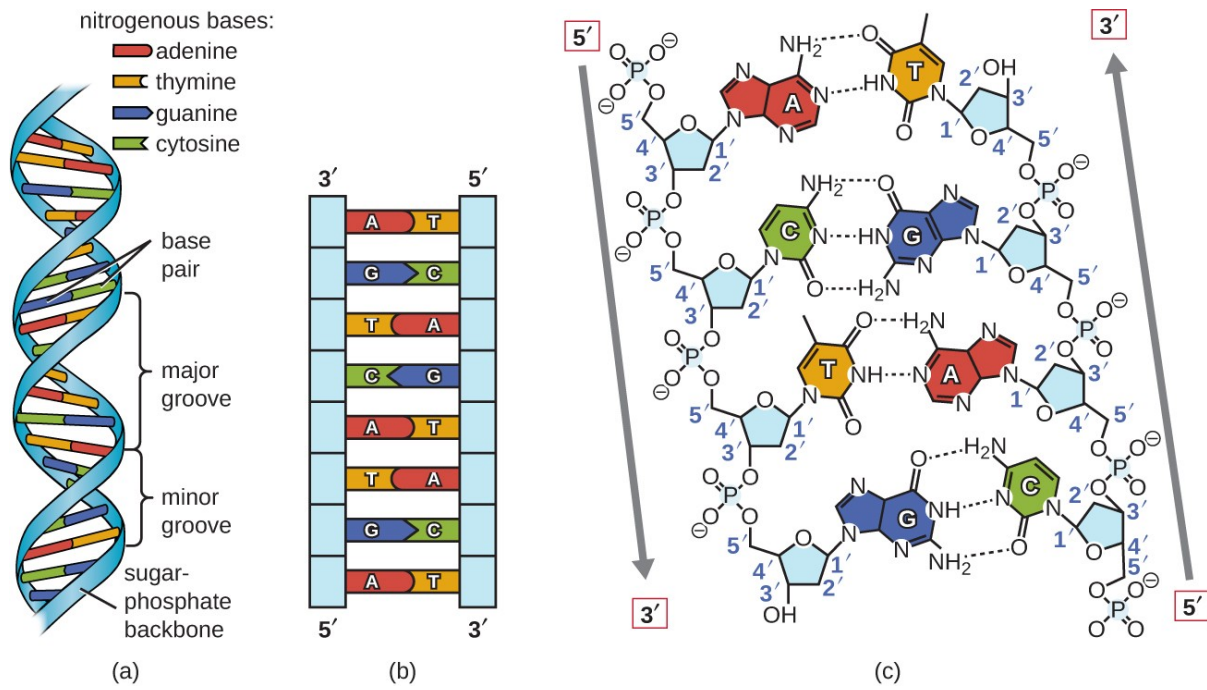 nitrogenous bases:
adenine
thymine
guanine
cytosine
base
pair
major
groove
minor
groove
sugar-
phosphate
backbone
(a)
3′ 5′
A T
G C
T A
C G
A T
T A
G C
A T
5′ 3′
(b)
5′ 3′
P O O O O ⊖ ⊖
5′ 4′ 3′ 2′ 1′ O
N N N N A NH₂
O HN T N O
2′ OH 3′ 1′ O 4′ 5′
O P O O O ⊖
O P O O O ⊖
5′ 4′ 3′ 2′ 1′ O
NH₂ C N N O
O N N HN G N H₂N
2′ 3′ 1′ O 4′ 5′
O P O O O ⊖
O P O O O ⊖
5′ 4′ 3′ 2′ 1′ O
O T NH N O
H₂N N N A N N
2′ 3′ 1′ O 4′ 5′
O P O O O ⊖
O P O O O ⊖
5′ 4′ 3′ 2′ 1′ O
OH
O N N G NH N NH₂
H₂N N C N O
2′ 3′ 1′ O 4′ 5′
O P O O O ⊖
3′ 5′
(c)